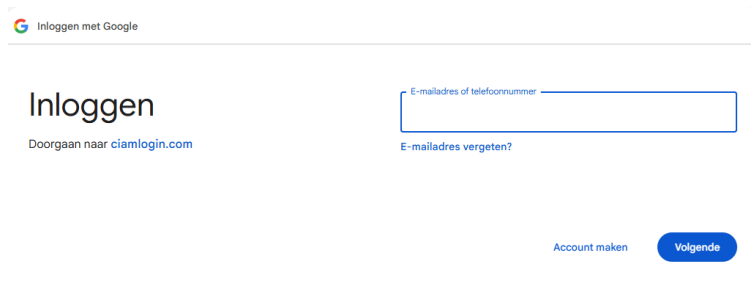 Inloggen met Google
Inloggen
Doorgaan naar ciamlogin.com
E-mailadres of telefoonnummer
E-mailadres vergeten?
Account maken
Volgende